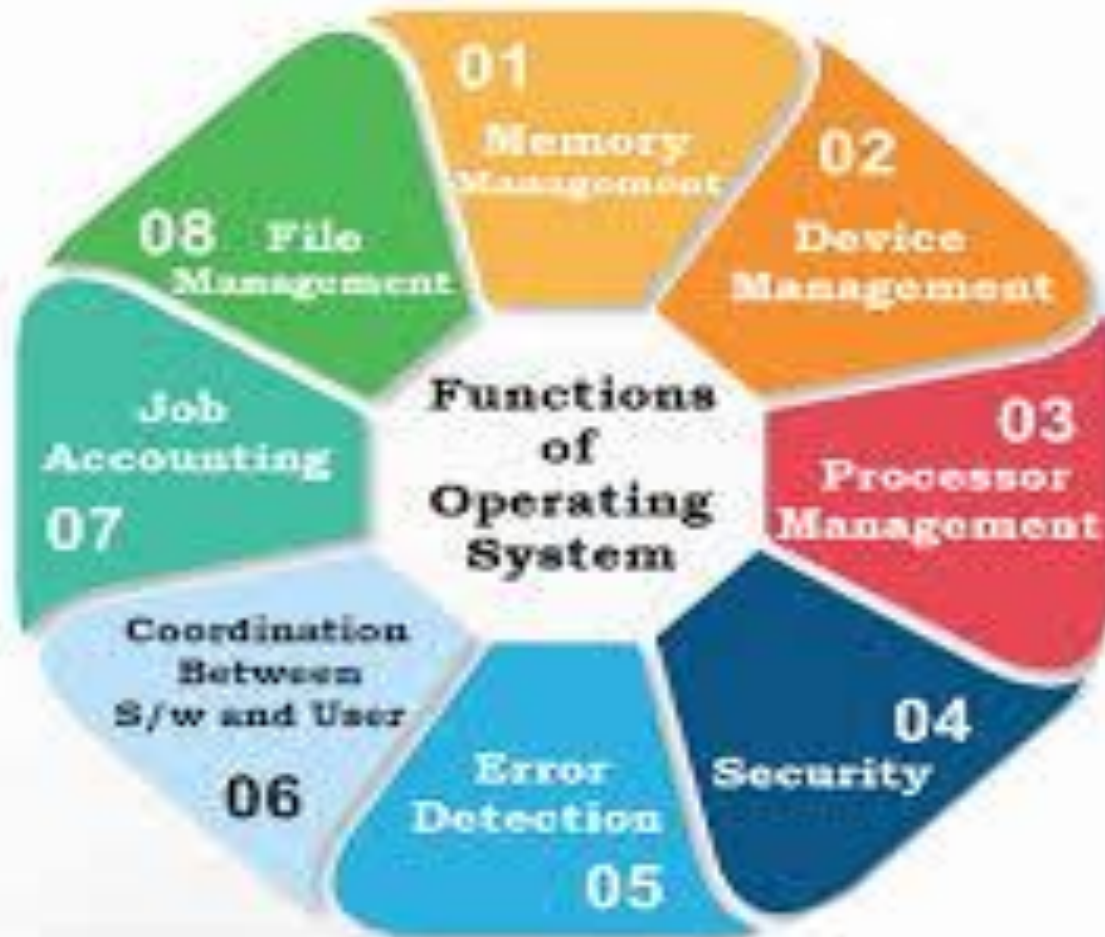 Functions
of
Operating
System
01
Memory
Management
02
Device
Management
03
Processor
Management
04
Security
Error
Detection
05
Coordination
Between
S/w and User
06
Job
Accounting
07
08 File
Management